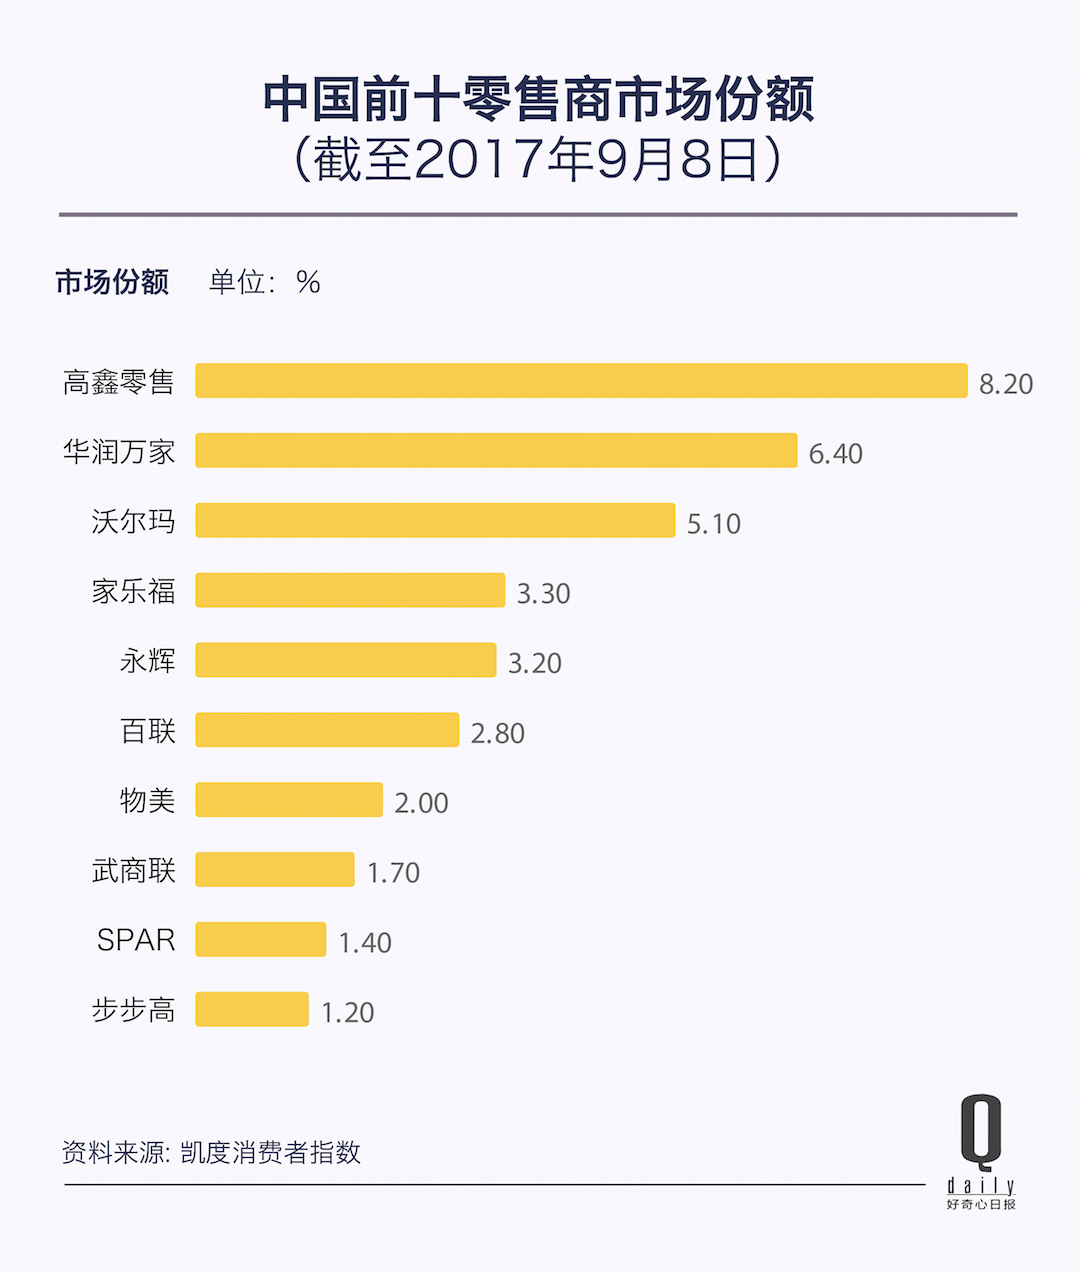 中国前十零售商市场份额
（截至2017年9月8日）
市场份额 单位：%
高鑫零售 8.20
华润万家 6.40
沃尔玛 5.10
家乐福 3.30
永辉 3.20
百联 2.80
物美 2.00
武商联 1.70
SPAR 1.40
步步高 1.20
资料来源: 凯度消费者指数
Q
daily
好奇心日报